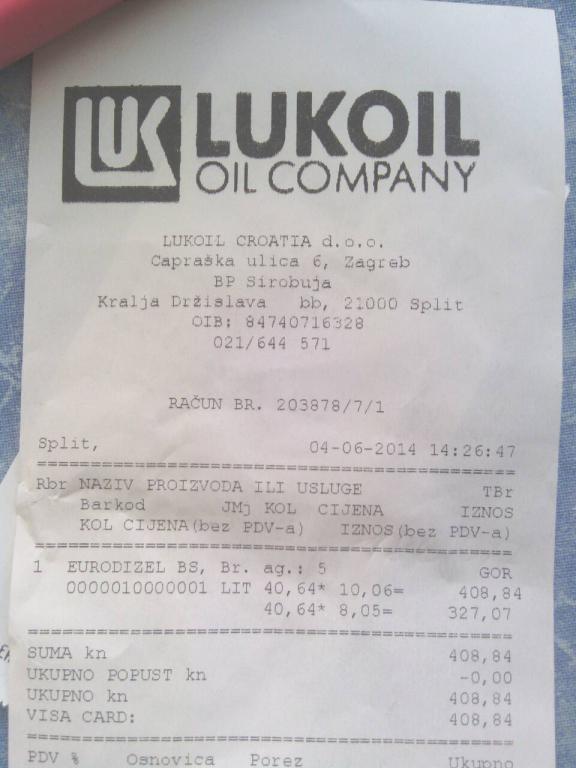 LUK LUKOIL
OIL COMPANY
LUKOIL CROATIA d.o.o.
Capraška ulica 6, Zagreb
BP Sirobuja
Kralja Držislava bb, 21000 Split
OIB: 84740716328
021/644 571
RAČUN BR. 203878/7/1
Split, 04-06-2014 14:26:47
Rbr NAZIV PROIZVODA ILI USLUGE TBr
Barkod JMj KOL CIJENA IZNOS
KOL CIJENA(bez PDV-a) IZNOS(bez PDV-a)
1 EURODIZEL BS, Br. ag.: 5 GOR
0000010000001 LIT 40,64* 10,06= 408,84
40,64* 8,05= 327,07
SUMA kn 408,84
UKUPNO POPUST kn -0,00
UKUPNO kn 408,84
VISA CARD: 408,84
PDV % Osnovica Porez Ukupno